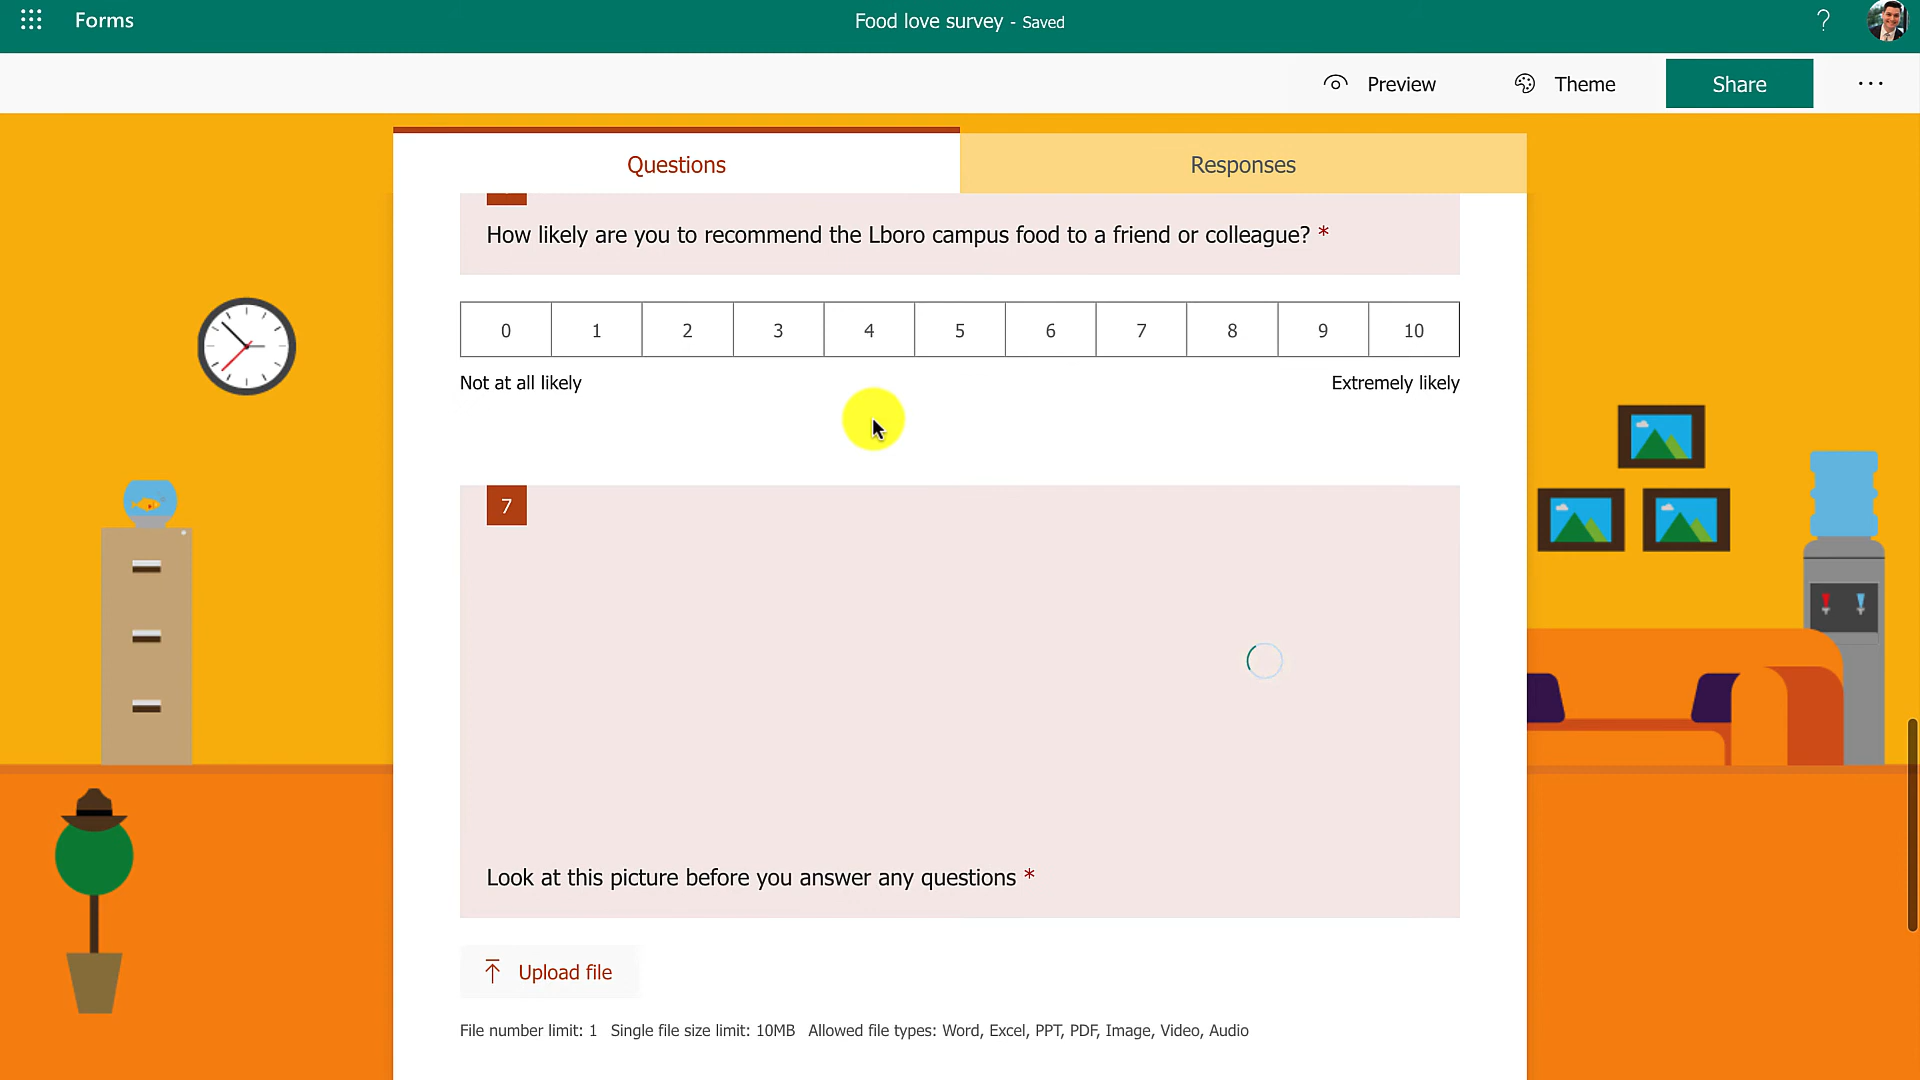 Forms
Food love survey - Saved
?
Preview
Theme
Share
Questions
Responses
How likely are you to recommend the Lboro campus food to a friend or colleague? *
0 1 2 3 4 5 6 7 8 9 10
Not at all likely
Extremely likely
7
Look at this picture before you answer any questions *
Upload file
File number limit: 1 Single file size limit: 10MB Allowed file types: Word, Excel, PPT, PDF, Image, Video, Audio